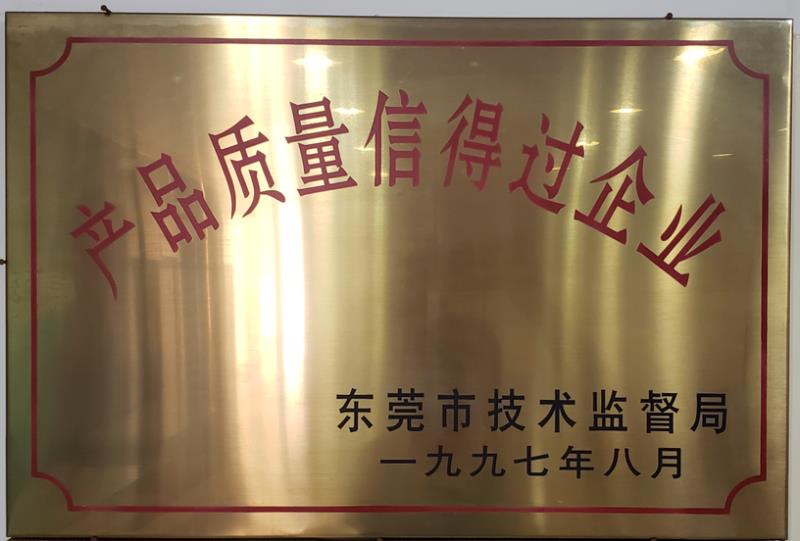 产品质量信得过企业
东莞市技术监督局
一九九七年八月